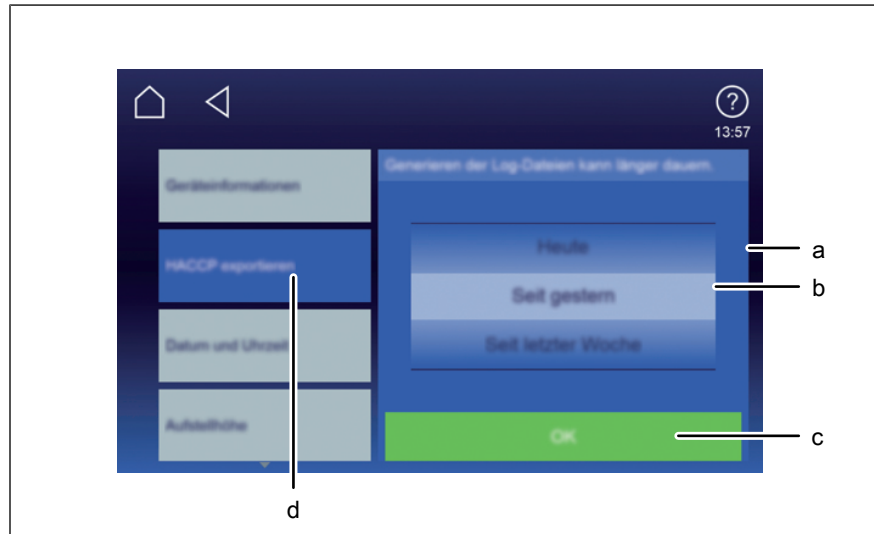 ?
13:57
Geräteinformationen
Generieren der Log-Dateien kann länger dauern.
HACCP exportieren
Heute
Seit gestern
Seit letzter Woche
Datum und Uhrzeit
Aufstellhöhe
OK
a
b
c
d